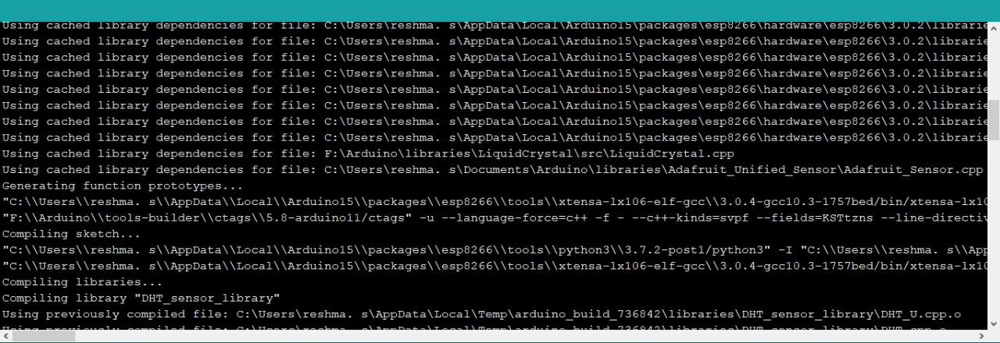 Using cached library dependencies for file: C:\Users\reshma. s\AppData\Local\Arduino15\packages\esp8266\hardware\esp8266\3.0.2\librarie
Using cached library dependencies for file: C:\Users\reshma. s\AppData\Local\Arduino15\packages\esp8266\hardware\esp8266\3.0.2\librarie
Using cached library dependencies for file: C:\Users\reshma. s\AppData\Local\Arduino15\packages\esp8266\hardware\esp8266\3.0.2\librarie
Using cached library dependencies for file: C:\Users\reshma. s\AppData\Local\Arduino15\packages\esp8266\hardware\esp8266\3.0.2\librarie
Using cached library dependencies for file: C:\Users\reshma. s\AppData\Local\Arduino15\packages\esp8266\hardware\esp8266\3.0.2\librarie
Using cached library dependencies for file: C:\Users\reshma. s\AppData\Local\Arduino15\packages\esp8266\hardware\esp8266\3.0.2\librarie
Using cached library dependencies for file: C:\Users\reshma. s\AppData\Local\Arduino15\packages\esp8266\hardware\esp8266\3.0.2\librarie
Using cached library dependencies for file: C:\Users\reshma. s\AppData\Local\Arduino15\packages\esp8266\hardware\esp8266\3.0.2\librarie
Using cached library dependencies for file: F:\Arduino\libraries\LiquidCrystal\src\LiquidCrystal.cpp
Using cached library dependencies for file: C:\Users\reshma. s\Documents\Arduino\libraries\Adafruit_Unified_Sensor\Adafruit_Sensor.cpp
Generating function prototypes...
"C:\\Users\\reshma. s\\AppData\\Local\\Arduino15\\packages\\esp8266\\tools\\xtensa-lx106-elf-gcc\\3.0.4-gcc10.3-1757bed/bin/xtensa-lx10
"F:\\Arduino\\tools-builder\\ctags\\5.8-arduino11/ctags" -u --language-force=c++ -f - --c++-kinds=svpf --fields=KSTtzns --line-directiv
Compiling sketch...
"C:\\Users\\reshma. s\\AppData\\Local\\Arduino15\\packages\\esp8266\\tools\\python3\\3.7.2-post1/python3" -I "C:\\Users\\reshma. s\\App
"C:\\Users\\reshma. s\\AppData\\Local\\Arduino15\\packages\\esp8266\\tools\\xtensa-lx106-elf-gcc\\3.0.4-gcc10.3-1757bed/bin/xtensa-lx10
Compiling libraries...
Compiling library "DHT_sensor_library"
Using previously compiled file: C:\Users\reshma. s\AppData\Local\Temp\arduino_build_736842\libraries\DHT_sensor_library\DHT_U.cpp.o
Using previously compiled file: C:\Users\reshma. s\AppData\Local\Temp\arduino_build_736842\libraries\DHT_sensor_library\DHT.cpp.o